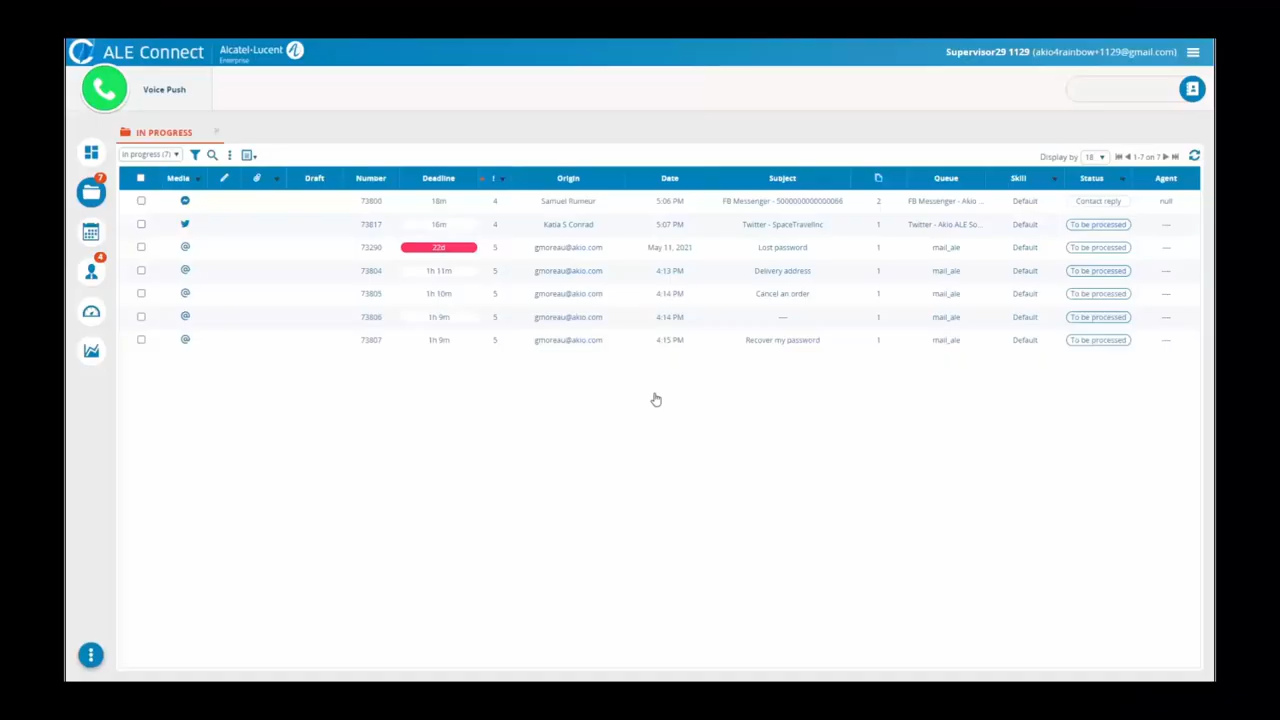 ALE Connect Alcatel-Lucent Enterprise Supervisor29 1129 (akio4rainbow+1129@gmail.com)
Voice Push
IN PROGRESS
In progress (7) Display by 18 1-7 on 7
Media Draft Number Deadline ! Origin Date Subject Queue Skill Status Agent
73800 18m 4 Samuel Rumeur 5:06 PM FB Messenger - 5000000000000066 2 FB Messenger - Akio ... Default Contact reply null
73817 16m 4 Katia S Conrad 5:07 PM Twitter - SpaceTravelInc 1 Twitter - Akio ALE So... Default To be processed ---
73290 22d 5 gmoreau@akio.com May 11, 2021 Lost password 1 mail_ale Default To be processed ---
73804 1h 11m 5 gmoreau@akio.com 4:13 PM Delivery address 1 mail_ale Default To be processed ---
73805 1h 10m 5 gmoreau@akio.com 4:14 PM Cancel an order 1 mail_ale Default To be processed ---
73806 1h 9m 5 gmoreau@akio.com 4:14 PM --- 1 mail_ale Default To be processed ---
73807 1h 9m 5 gmoreau@akio.com 4:15 PM Recover my password 1 mail_ale Default To be processed ---
7
4